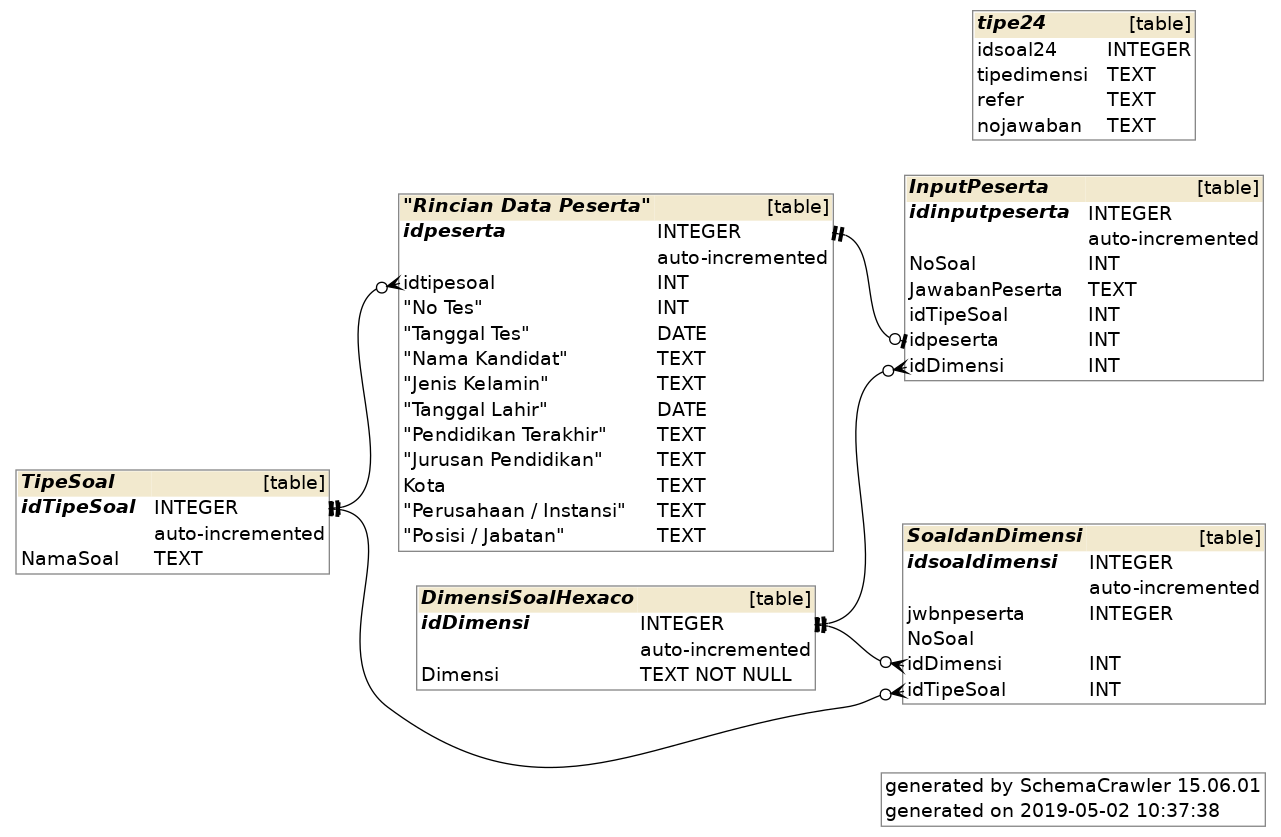 tipe24 [table]
idsoal24 INTEGER
tipedimensi TEXT
refer TEXT
nojawaban TEXT
"Rincian Data Peserta" [table]
idpeserta INTEGER
auto-incremented
idtipesoal INT
"No Tes" INT
"Tanggal Tes" DATE
"Nama Kandidat" TEXT
"Jenis Kelamin" TEXT
"Tanggal Lahir" DATE
"Pendidikan Terakhir" TEXT
"Jurusan Pendidikan" TEXT
Kota TEXT
"Perusahaan / Instansi" TEXT
"Posisi / Jabatan" TEXT
InputPeserta [table]
idinputpeserta INTEGER
auto-incremented
NoSoal INT
JawabanPeserta TEXT
idTipeSoal INT
idpeserta INT
idDimensi INT
TipeSoal [table]
idTipeSoal INTEGER
auto-incremented
NamaSoal TEXT
DimensiSoalHexaco [table]
idDimensi INTEGER
auto-incremented
Dimensi TEXT NOT NULL
SoaldanDimensi [table]
idsoaldimensi INTEGER
auto-incremented
jwbnpeserta INTEGER
NoSoal
idDimensi INT
idTipeSoal INT
generated by SchemaCrawler 15.06.01
generated on 2019-05-02 10:37:38